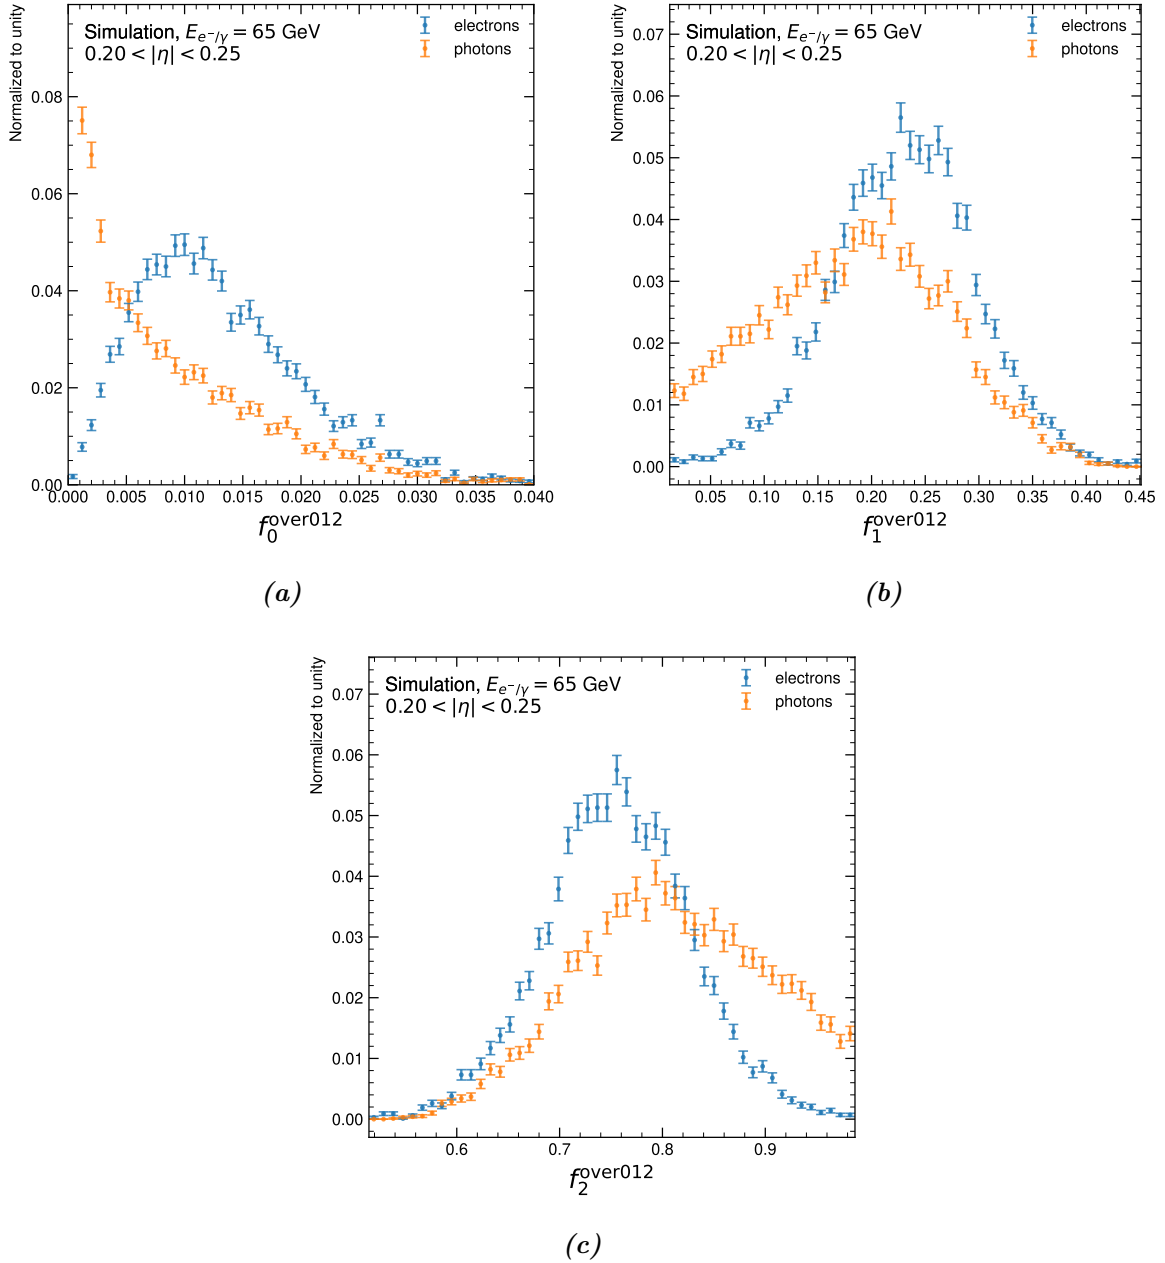 Normalized to unity
Simulation, E_{e⁻/γ} = 65 GeV
0.20 < |η| < 0.25
electrons
photons
0.08
0.06
0.04
0.02
0.00
0.000 0.005 0.010 0.015 0.020 0.025 0.030 0.035 0.040
f_0^{over012}
(a)
Normalized to unity
Simulation, E_{e⁻/γ} = 65 GeV
0.20 < |η| < 0.25
electrons
photons
0.07
0.06
0.05
0.04
0.03
0.02
0.01
0.00
0.05 0.10 0.15 0.20 0.25 0.30 0.35 0.40 0.45
f_1^{over012}
(b)
Normalized to unity
Simulation, E_{e⁻/γ} = 65 GeV
0.20 < |η| < 0.25
electrons
photons
0.07
0.06
0.05
0.04
0.03
0.02
0.01
0.00
0.6 0.7 0.8 0.9
f_2^{over012}
(c)